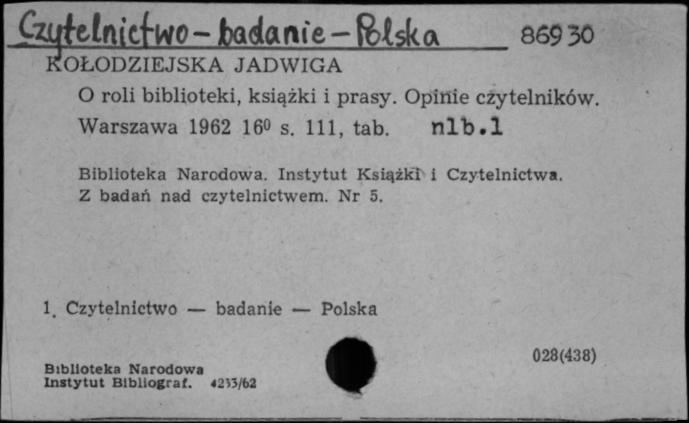 Czytelnictwo – badanie – Polska 86930
KOŁODZIEJSKA JADWIGA
O roli biblioteki, książki i prasy. Opinie czytelników.
Warszawa 1962 16⁰ s. 111, tab. nlb.1
Biblioteka Narodowa. Instytut Książki i Czytelnictwa.
Z badań nad czytelnictwem. Nr 5.
1. Czytelnictwo — badanie — Polska
028(438)
Biblioteka Narodowa
Instytut Bibliograf. 4233/62